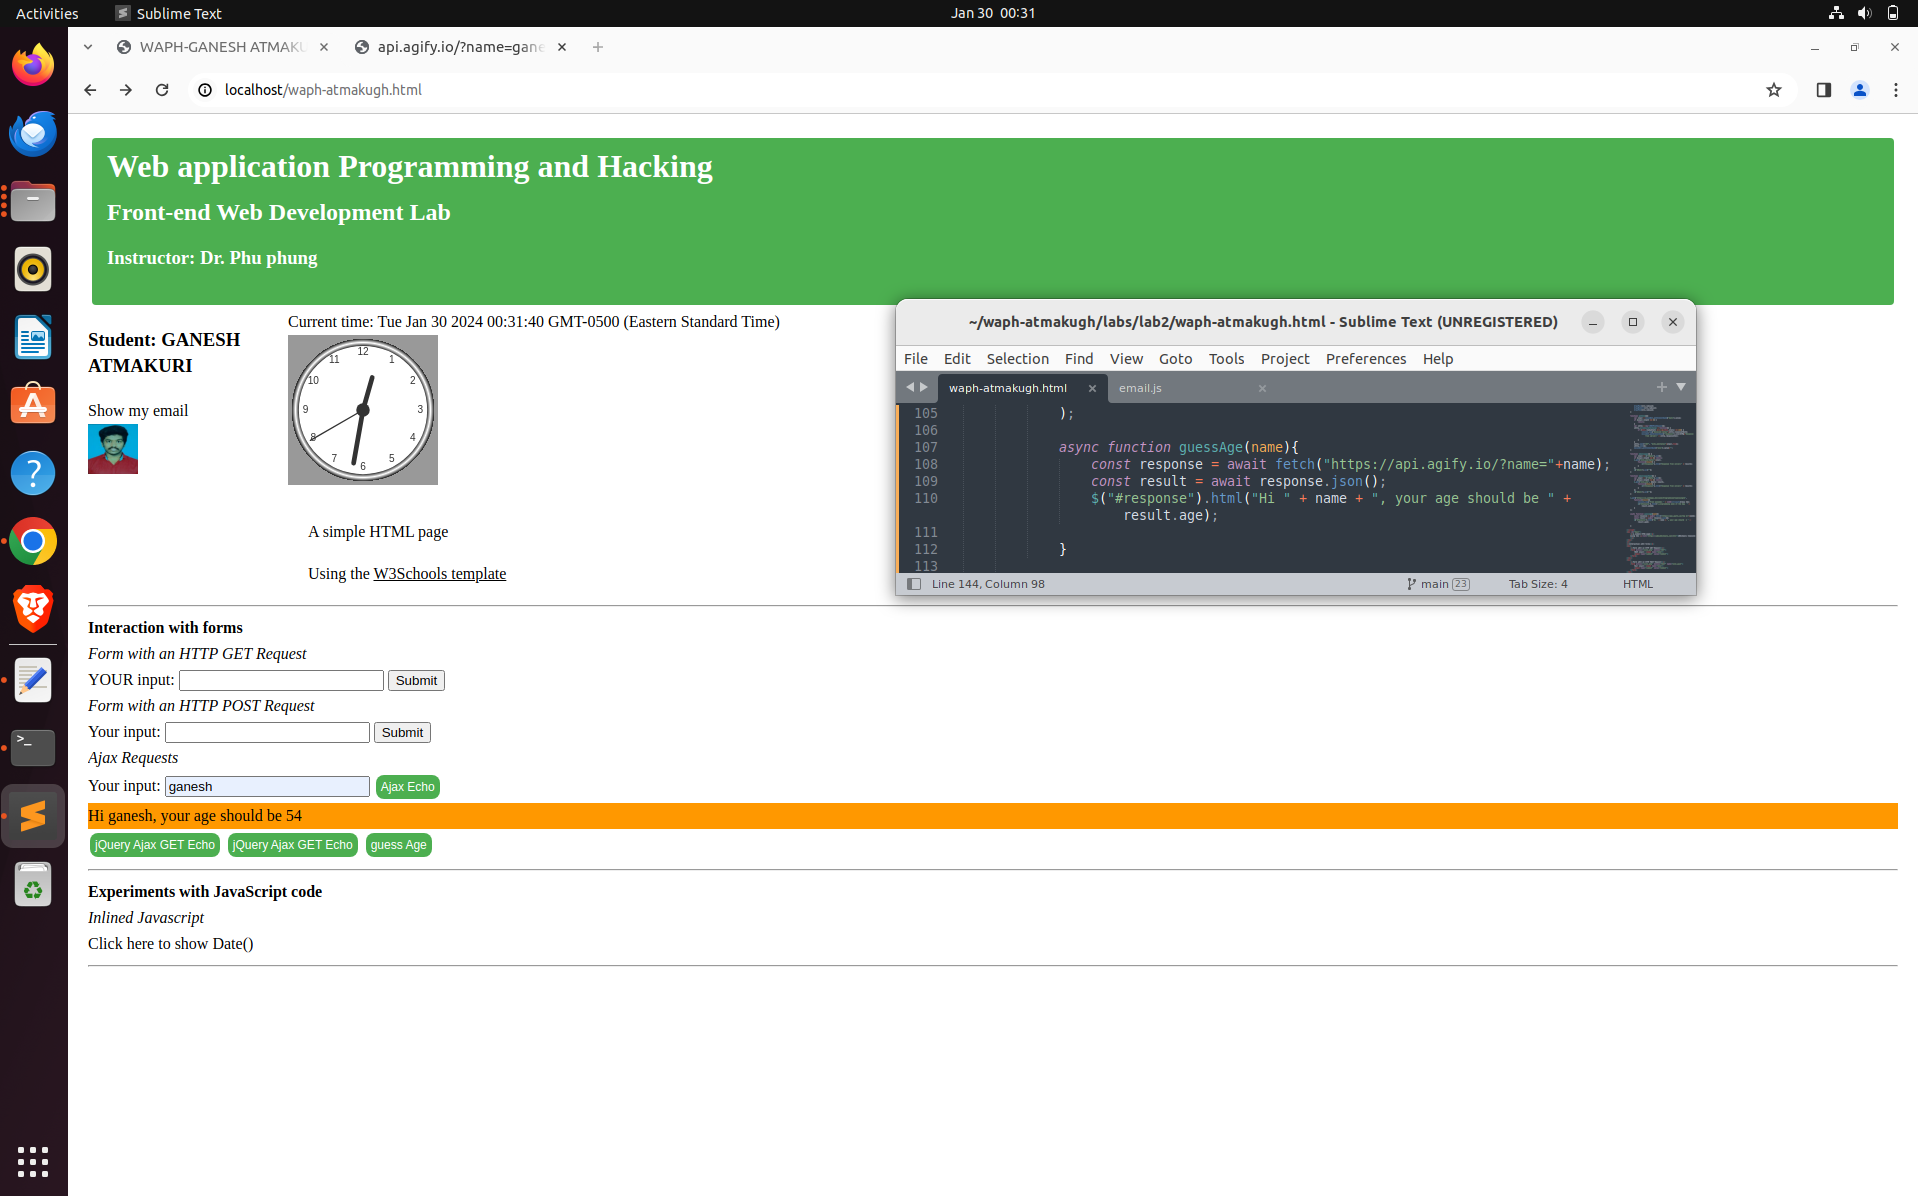 Activities
Sublime Text
Jan 30 00:31
WAPH-GANESH ATMAKU
api.agify.io/?name=gane
localhost/waph-atmakugh.html
Web application Programming and Hacking
Front-end Web Development Lab
Instructor: Dr. Phu phung
Student: GANESH
ATMAKURI
Show my email
Current time: Tue Jan 30 2024 00:31:40 GMT-0500 (Eastern Standard Time)
12
1
2
3
4
5
6
7
8
9
10
11
A simple HTML page
Using the W3Schools template
~/waph-atmakugh/labs/lab2/waph-atmakugh.html - Sublime Text (UNREGISTERED)
File Edit Selection Find View Goto Tools Project Preferences Help
waph-atmakugh.html
email.js
105 );
106
107 async function guessAge(name){
108 const response = await fetch("https://api.agify.io/?name="+name);
109 const result = await response.json();
110 $("#response").html("Hi " + name + ", your age should be " +
result.age);
111
112 }
113
Line 144, Column 98
main 23
Tab Size: 4
HTML
Interaction with forms
Form with an HTTP GET Request
YOUR input: Submit
Form with an HTTP POST Request
Your input: Submit
Ajax Requests
Your input: ganesh Ajax Echo
Hi ganesh, your age should be 54
jQuery Ajax GET Echo jQuery Ajax GET Echo guess Age
Experiments with JavaScript code
Inlined Javascript
Click here to show Date()